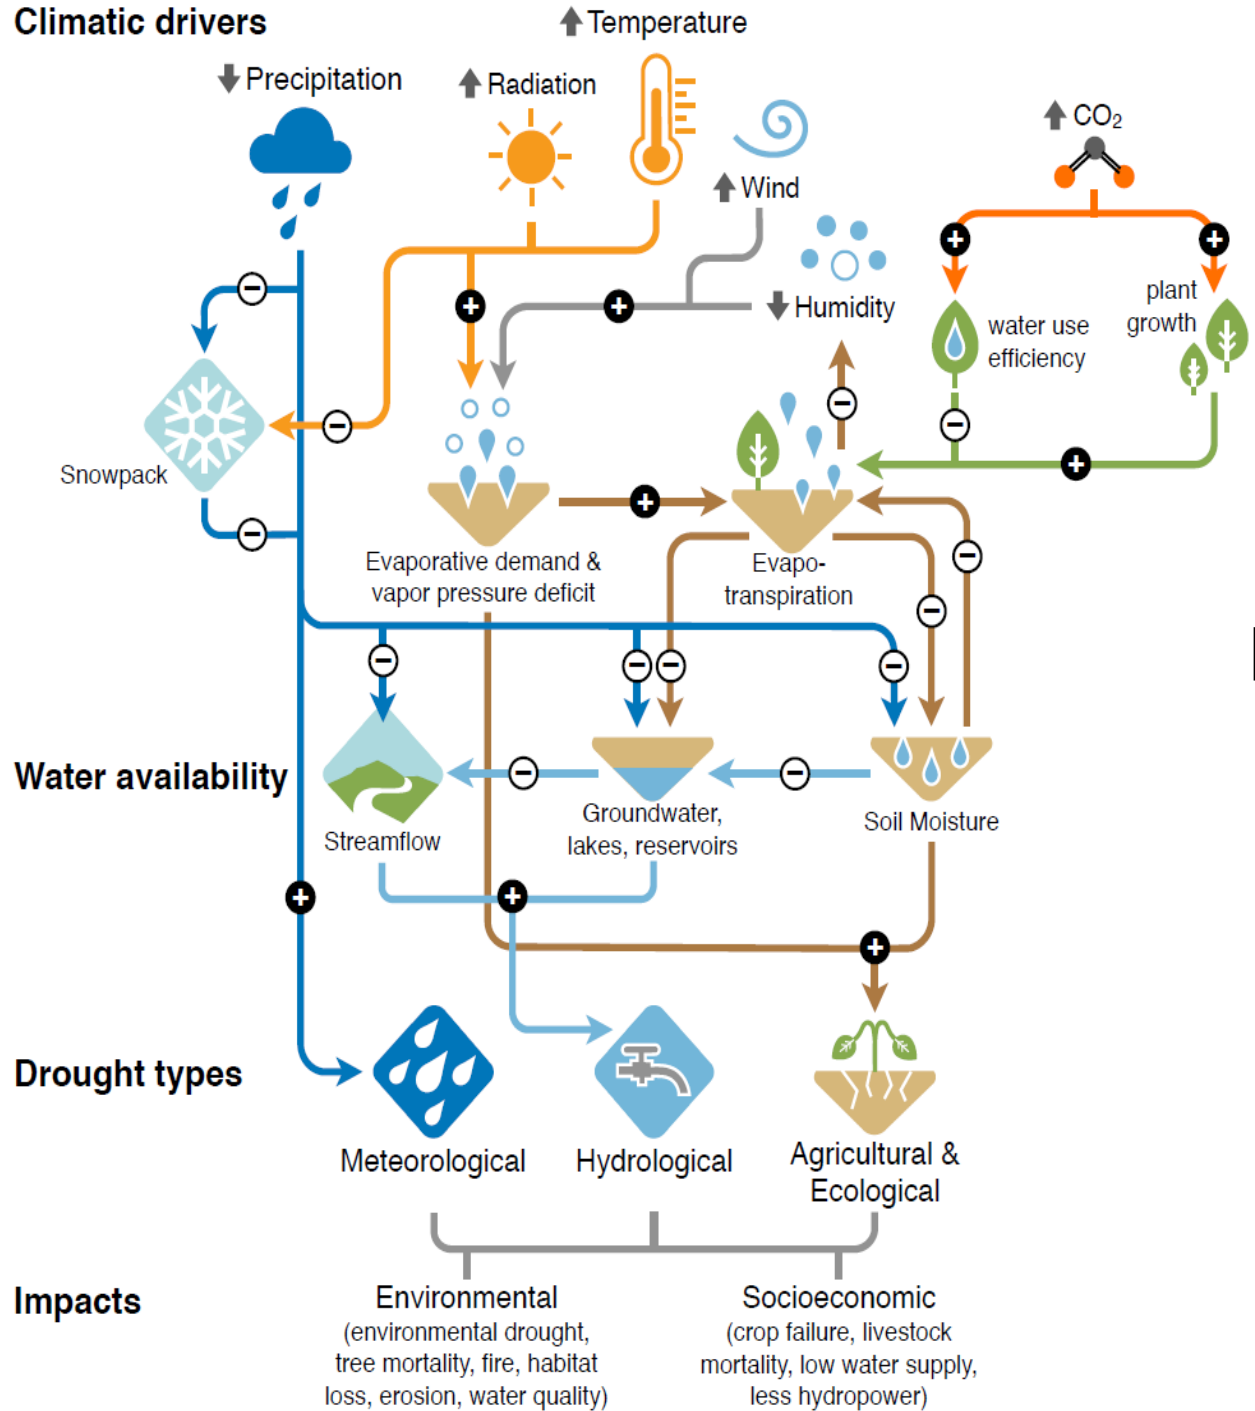 Climatic drivers
Temperature
Precipitation
Radiation
CO₂
Wind
Humidity
plant
growth
water use
efficiency
Snowpack
Evaporative demand &
vapor pressure deficit
Evapo-
transpiration
Water availability
Streamflow
Groundwater,
lakes, reservoirs
Soil Moisture
Drought types
Meteorological
Hydrological
Agricultural &
Ecological
Impacts
Environmental
(environmental drought,
tree mortality, fire, habitat
loss, erosion, water quality)
Socioeconomic
(crop failure, livestock
mortality, low water supply,
less hydropower)